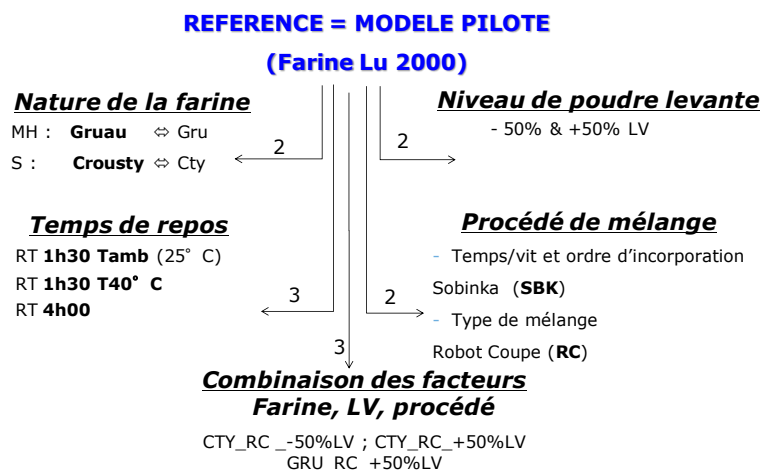 REFERENCE = MODELE PILOTE
(Farine Lu 2000)
Nature de la farine
MH : Gruau ⇔ Gru
S : Crousty ⇔ Cty
2
Niveau de poudre levante
- 50% & +50% LV
2
Temps de repos
RT 1h30 Tamb (25° C)
RT 1h30 T40° C
RT 4h00
3
Procédé de mélange
- Temps/vit et ordre d'incorporation
Sobinka (SBK)
- Type de mélange
Robot Coupe (RC)
2
3
Combinaison des facteurs
Farine, LV, procédé
CTY_RC _-50%LV ; CTY_RC_+50%LV
GRU_RC_+50%LV